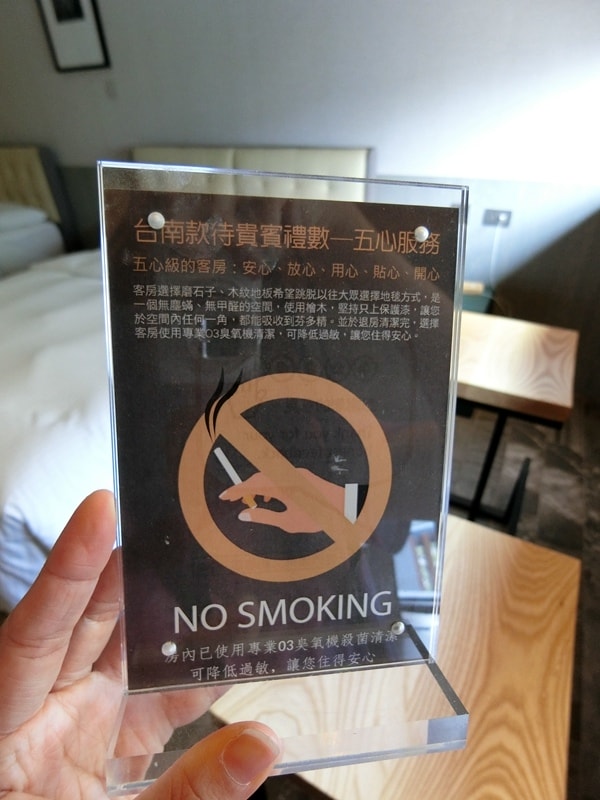 台南款待貴賓禮數—五心服務
五心級的客房：安心、放心、用心、貼心、開心
客房選擇磨石子、木紋地板希望跳脫以往大眾選擇地毯方式，是
一個無塵蟎、無甲醛的空間，使用檜木，堅持只上保護漆，讓您
於空間內任何一角，都能吸收到芬多精。並於退房清潔完，選擇
客房使用專業O3臭氧機清潔，可降低過敏，讓您住得安心。
NO SMOKING
房內已使用專業O3臭氧機殺菌清潔
可降低過敏，讓您住得安心